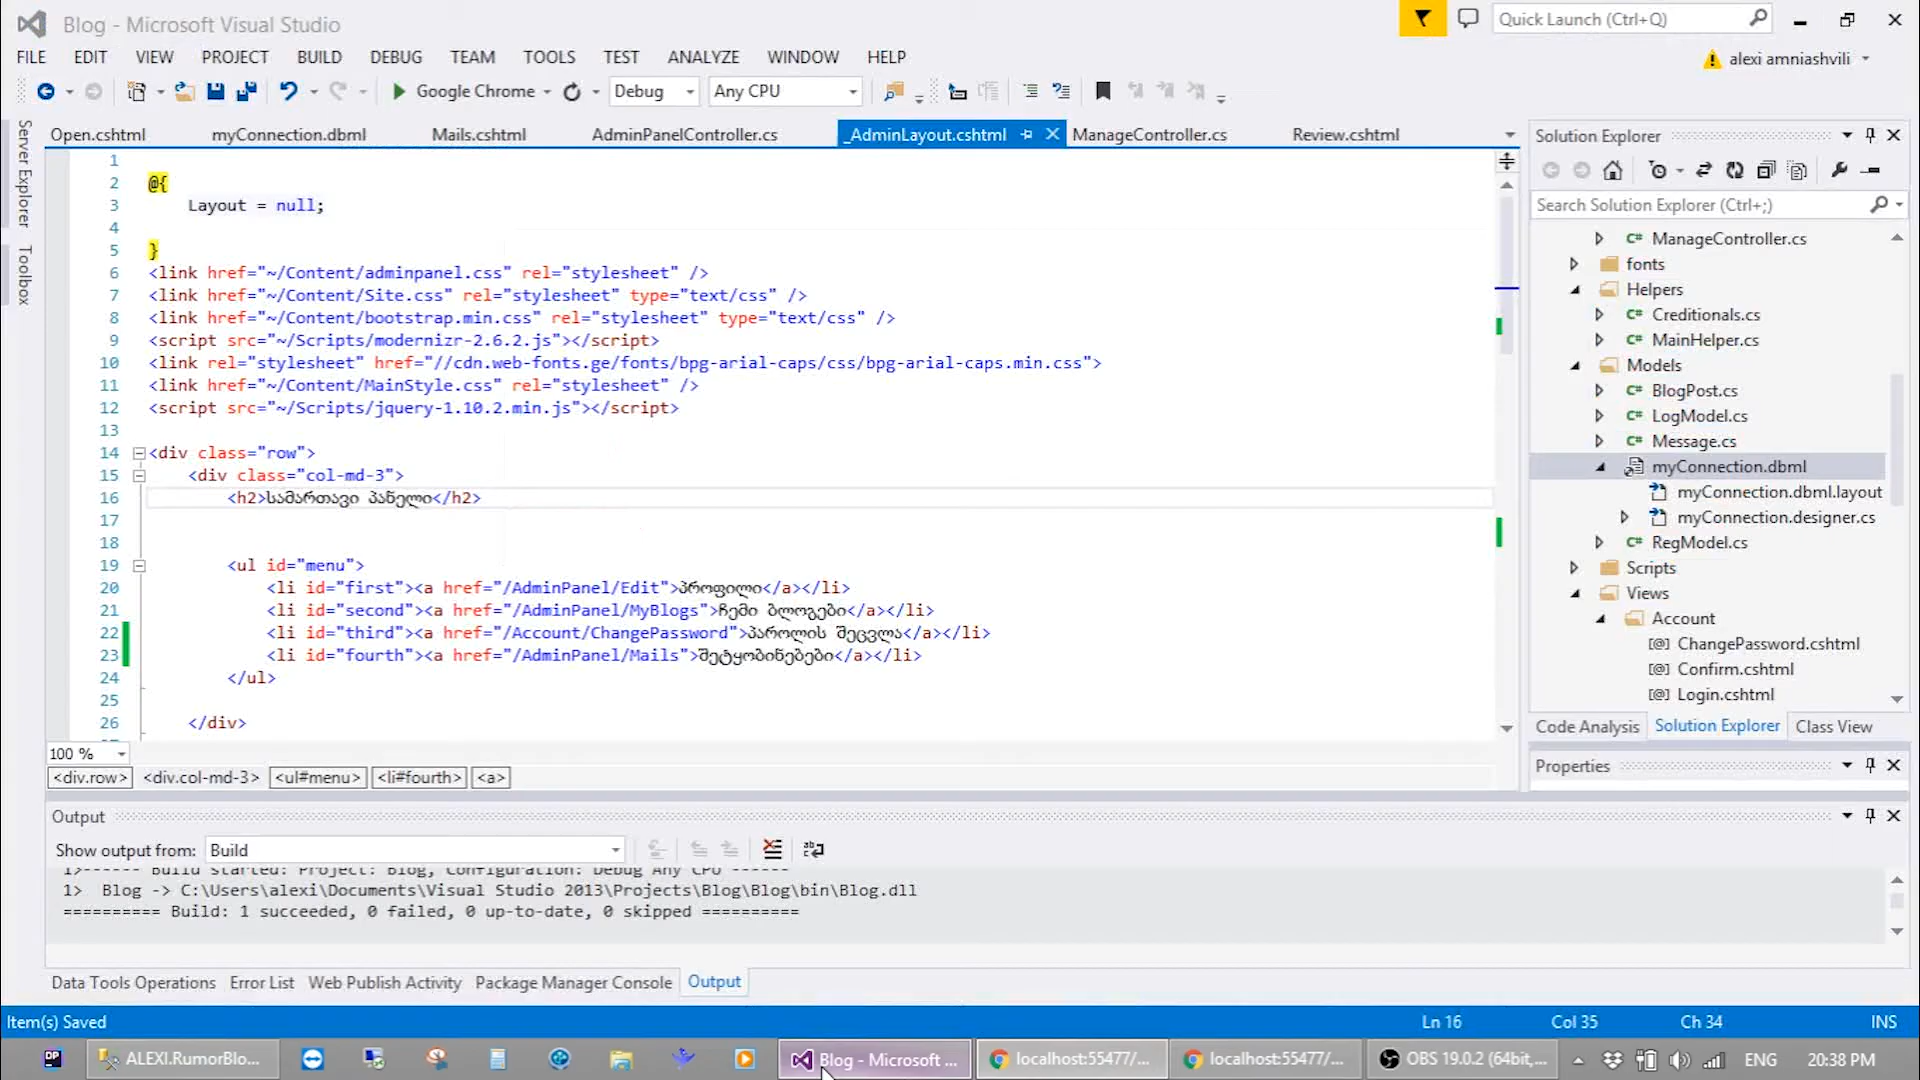 Blog - Microsoft Visual Studio
Quick Launch (Ctrl+Q)
FILE EDIT VIEW PROJECT BUILD DEBUG TEAM TOOLS TEST ANALYZE WINDOW HELP
alexi amniashvili
Google Chrome Debug Any CPU
Open.cshtml myConnection.dbml Mails.cshtml AdminPanelController.cs _AdminLayout.cshtml ManageController.cs Review.cshtml
Server Explorer
Toolbox
1
2 @{
3 Layout = null;
4
5 }
6 <link href="~/Content/adminpanel.css" rel="stylesheet" />
7 <link href="~/Content/Site.css" rel="stylesheet" type="text/css" />
8 <link href="~/Content/bootstrap.min.css" rel="stylesheet" type="text/css" />
9 <script src="~/Scripts/modernizr-2.6.2.js"></script>
10 <link rel="stylesheet" href="//cdn.web-fonts.ge/fonts/bpg-arial-caps/css/bpg-arial-caps.min.css">
11 <link href="~/Content/MainStyle.css" rel="stylesheet" />
12 <script src="~/Scripts/jquery-1.10.2.min.js"></script>
13
14 <div class="row">
15 <div class="col-md-3">
16 <h2>სამართავი პანელი</h2>
17
18
19 <ul id="menu">
20 <li id="first"><a href="/AdminPanel/Edit">პროფილი</a></li>
21 <li id="second"><a href="/AdminPanel/MyBlogs">ჩემი ბლოგები</a></li>
22 <li id="third"><a href="/Account/ChangePassword">პაროლის შეცვლა</a></li>
23 <li id="fourth"><a href="/AdminPanel/Mails">შეტყობინებები</a></li>
24 </ul>
25
26 </div>
100 %
<div.row> <div.col-md-3> <ul#menu> <li#fourth> <a>
Solution Explorer
Search Solution Explorer (Ctrl+;)
C# ManageController.cs
fonts
Helpers
C# Creditionals.cs
C# MainHelper.cs
Models
C# BlogPost.cs
C# LogModel.cs
C# Message.cs
myConnection.dbml
myConnection.dbml.layout
myConnection.designer.cs
C# RegModel.cs
Scripts
Views
Account
[@] ChangePassword.cshtml
[@] Confirm.cshtml
[@] Login.cshtml
Code Analysis Solution Explorer Class View
Properties
Output
Show output from: Build
1>------ Build started: Project: Blog, Configuration: Debug Any CPU ------
1> Blog -> C:\Users\alexi\Documents\Visual Studio 2013\Projects\Blog\Blog\bin\Blog.dll
========== Build: 1 succeeded, 0 failed, 0 up-to-date, 0 skipped ==========
Data Tools Operations Error List Web Publish Activity Package Manager Console Output
Item(s) Saved Ln 16 Col 35 Ch 34 INS
DP ALEXI.RumorBlo... Blog - Microsoft ... localhost:55477/... localhost:55477/... OBS 19.0.2 (64bit,... ENG 20:38 PM